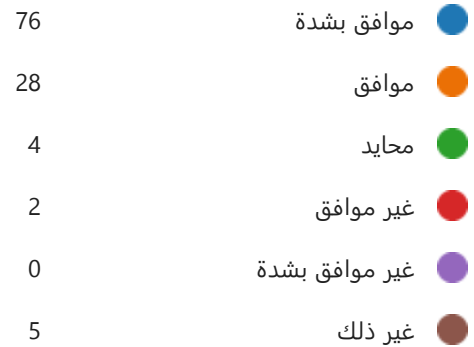 موافق بشدة 76
موافق 28
محايد 4
غير موافق 2
غير موافق بشدة 0
غير ذلك 5